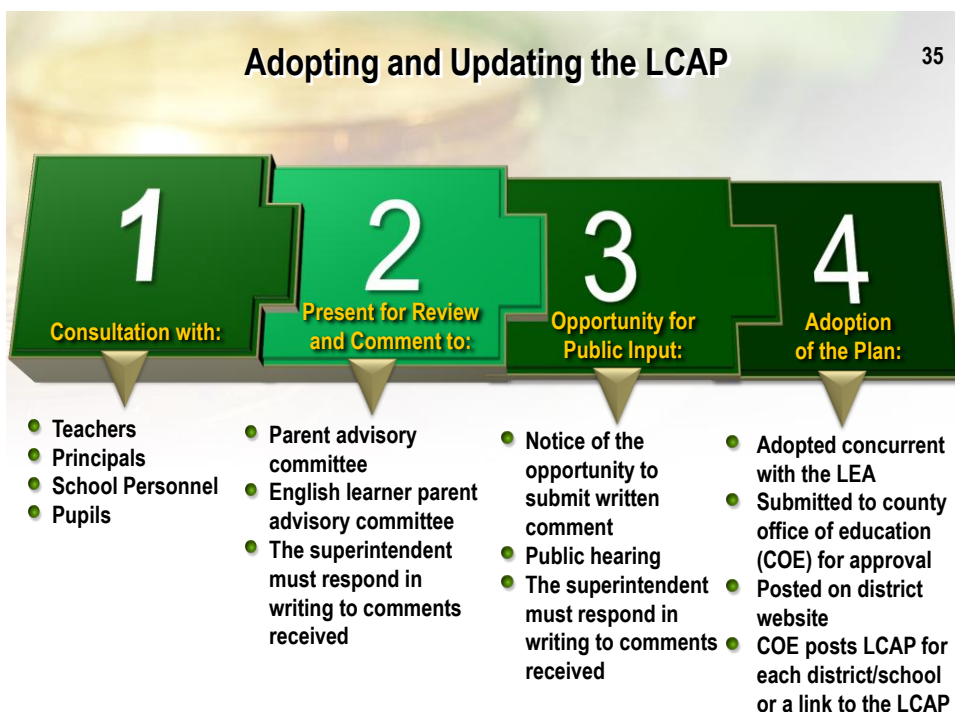 Adopting and Updating the LCAP
35
1
Consultation with:
Teachers
Principals
School Personnel
Pupils
2
Present for Review
and Comment to:
Parent advisory
committee
English learner parent
advisory committee
The superintendent
must respond in
writing to comments
received
3
Opportunity for
Public Input:
Notice of the
opportunity to
submit written
comment
Public hearing
The superintendent
must respond in
writing to comments
received
4
Adoption
of the Plan:
Adopted concurrent
with the LEA
Submitted to county
office of education
(COE) for approval
Posted on district
website
COE posts LCAP for
each district/school
or a link to the LCAP